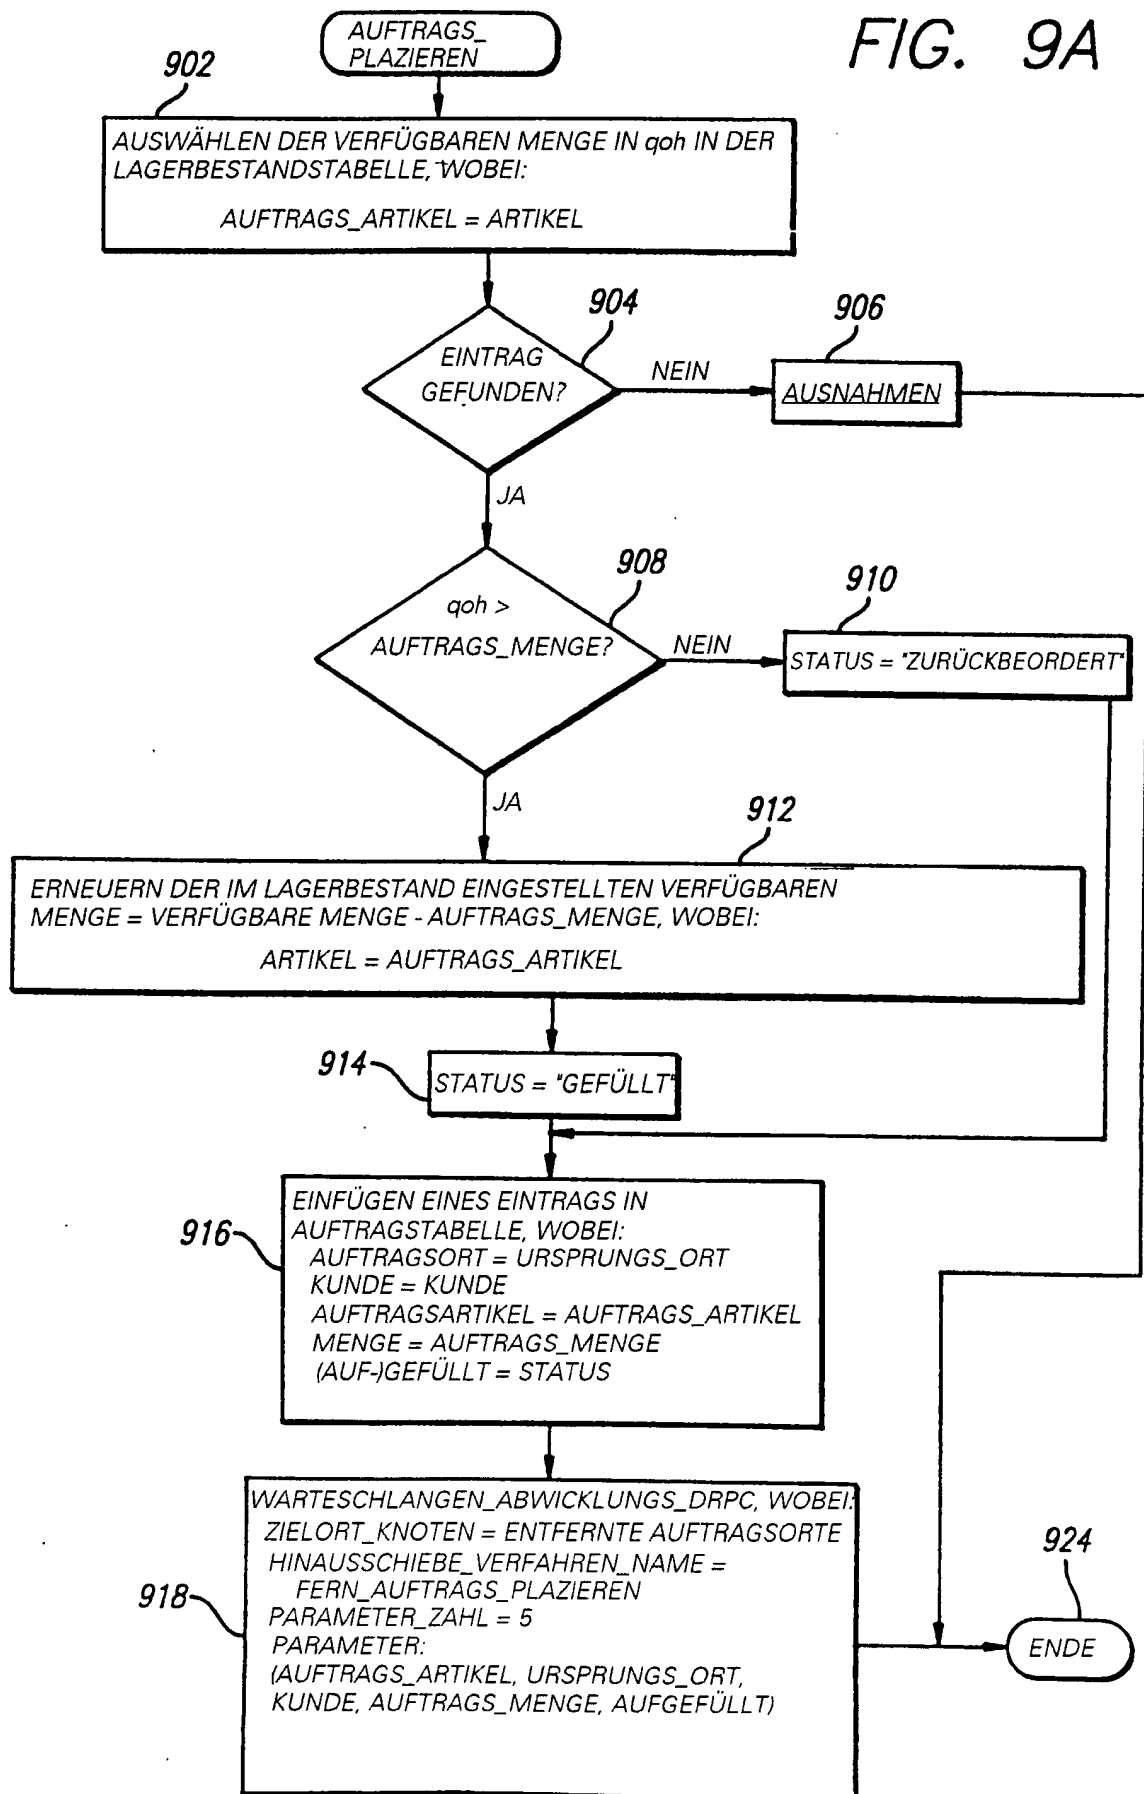 FIG. 9A
AUFTRAGS_
PLAZIEREN
902
AUSWÄHLEN DER VERFÜGBAREN MENGE IN qoh IN DER
LAGERBESTANDSTABELLE, WOBEI:
AUFTRAGS_ARTIKEL = ARTIKEL
904
EINTRAG
GEFUNDEN?
NEIN
906
AUSNAHMEN
JA
908
qoh >
AUFTRAGS_MENGE?
NEIN
910
STATUS = "ZURÜCKBEORDERT"
JA
912
ERNEUERN DER IM LAGERBESTAND EINGESTELLTEN VERFÜGBAREN
MENGE = VERFÜGBARE MENGE - AUFTRAGS_MENGE, WOBEI:
ARTIKEL = AUFTRAGS_ARTIKEL
914
STATUS = "GEFÜLLT"
916
EINFÜGEN EINES EINTRAGS IN
AUFTRAGSTABELLE, WOBEI:
AUFTRAGSORT = URSPRUNGS_ORT
KUNDE = KUNDE
AUFTRAGSARTIKEL = AUFTRAGS_ARTIKEL
MENGE = AUFTRAGS_MENGE
(AUF-)GEFÜLLT = STATUS
918
WARTESCHLANGEN_ABWICKLUNGS_DRPC, WOBEI:
ZIELORT_KNOTEN = ENTFERNTE AUFTRAGSORTE
HINAUSSCHIEBE_VERFAHREN_NAME =
FERN_AUFTRAGS_PLAZIEREN
PARAMETER_ZAHL = 5
PARAMETER:
(AUFTRAGS_ARTIKEL, URSPRUNGS_ORT,
KUNDE, AUFTRAGS_MENGE, AUFGEFÜLLT)
924
ENDE